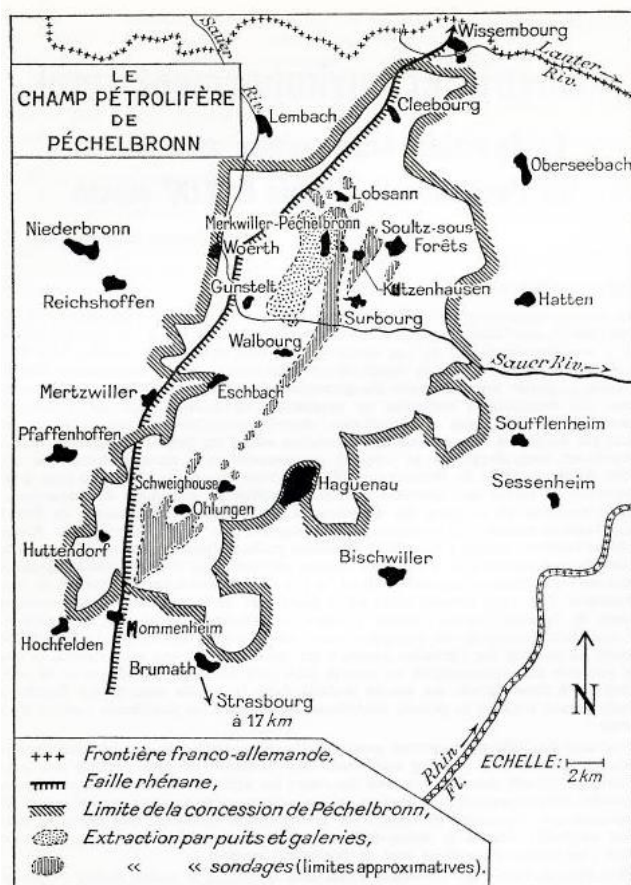 LE
CHAMP PÉTROLIFÈRE
DE
PÉCHELBRONN
Sauer
Riv.
Wissembourg
Lauter
Riv.
Lembach
Cleebourg
Oberseebach
Lobsann
Niederbronn
Merkwiller-Péchelbronn
Soultz-sous-
Forêts
Woerth
Reichshoffen
Gunstelt
Kutzenhausen
Hatten
Surbourg
Walbourg
Sauer Riv.
Mertzwiller
Eschbach
Soufflenheim
Pfaffenhoffen
Schweighouse
Haguenau
Sessenheim
Ohlungen
Huttendorf
Bischwiller
Hochfelden
Mommenheim
Brumath
Strasbourg
à 17 km
N
Rhin
Fl.
ECHELLE:
2 km
Frontière franco-allemande,
Faille rhénane,
Limite de la concession de Péchelbronn,
Extraction par puits et galeries,
« « sondages (limites approximatives).